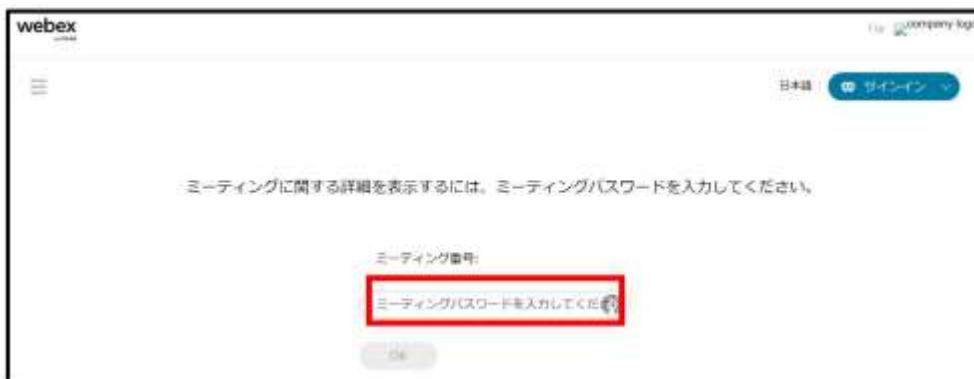 webex
company logo
日本語
サインイン
ミーティングに関する詳細を表示するには、ミーティングパスワードを入力してください。
ミーティング番号:
ミーティングパスワードを入力してくだ
OK